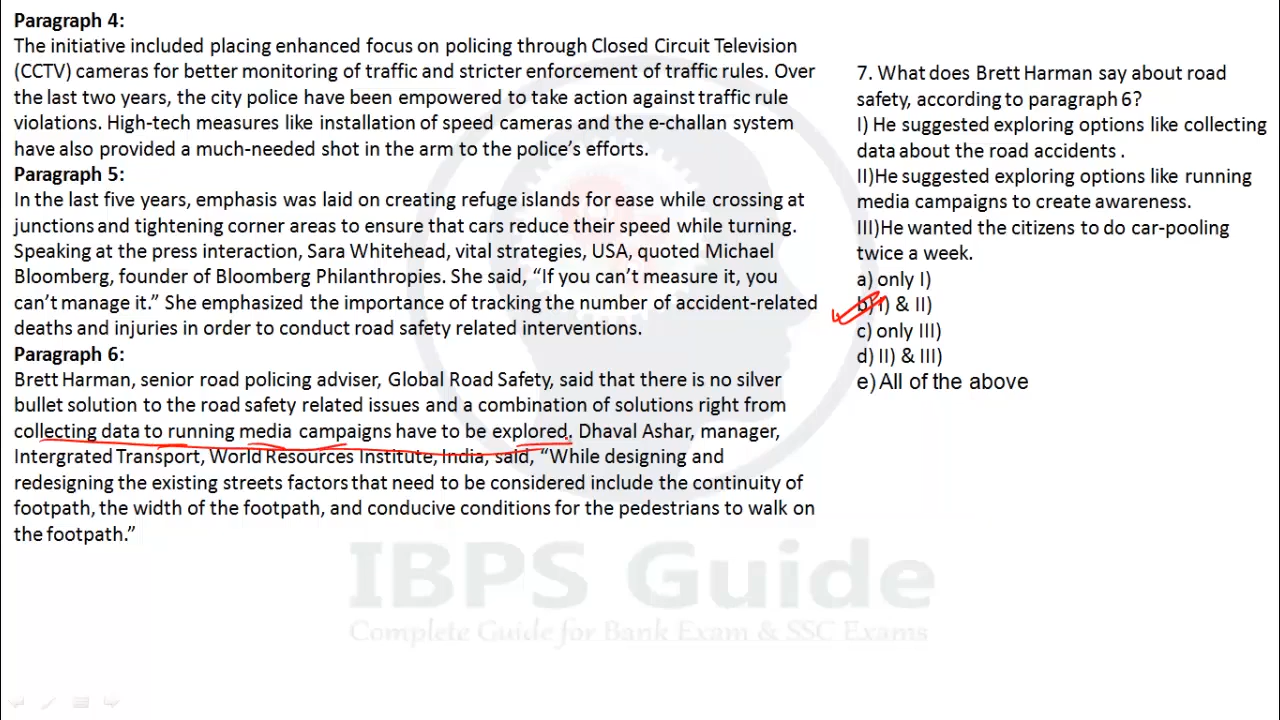 Paragraph 4:
The initiative included placing enhanced focus on policing through Closed Circuit Television
(CCTV) cameras for better monitoring of traffic and stricter enforcement of traffic rules. Over
the last two years, the city police have been empowered to take action against traffic rule
violations. High-tech measures like installation of speed cameras and the e-challan system
have also provided a much-needed shot in the arm to the police’s efforts.
Paragraph 5:
In the last five years, emphasis was laid on creating refuge islands for ease while crossing at
junctions and tightening corner areas to ensure that cars reduce their speed while turning.
Speaking at the press interaction, Sara Whitehead, vital strategies, USA, quoted Michael
Bloomberg, founder of Bloomberg Philanthropies. She said, “If you can’t measure it, you
can’t manage it.” She emphasized the importance of tracking the number of accident-related
deaths and injuries in order to conduct road safety related interventions.
Paragraph 6:
Brett Harman, senior road policing adviser, Global Road Safety, said that there is no silver
bullet solution to the road safety related issues and a combination of solutions right from
collecting data to running media campaigns have to be explored. Dhaval Ashar, manager,
Intergrated Transport, World Resources Institute, India, said, “While designing and
redesigning the existing streets factors that need to be considered include the continuity of
footpath, the width of the footpath, and conducive conditions for the pedestrians to walk on
the footpath.”
7. What does Brett Harman say about road
safety, according to paragraph 6?
I) He suggested exploring options like collecting
data about the road accidents .
II)He suggested exploring options like running
media campaigns to create awareness.
III)He wanted the citizens to do car-pooling
twice a week.
a) only I)
b) I) & II)
c) only III)
d) II) & III)
e) All of the above
IBPS Guide
Complete Guide for Bank Exam & SSC Exams